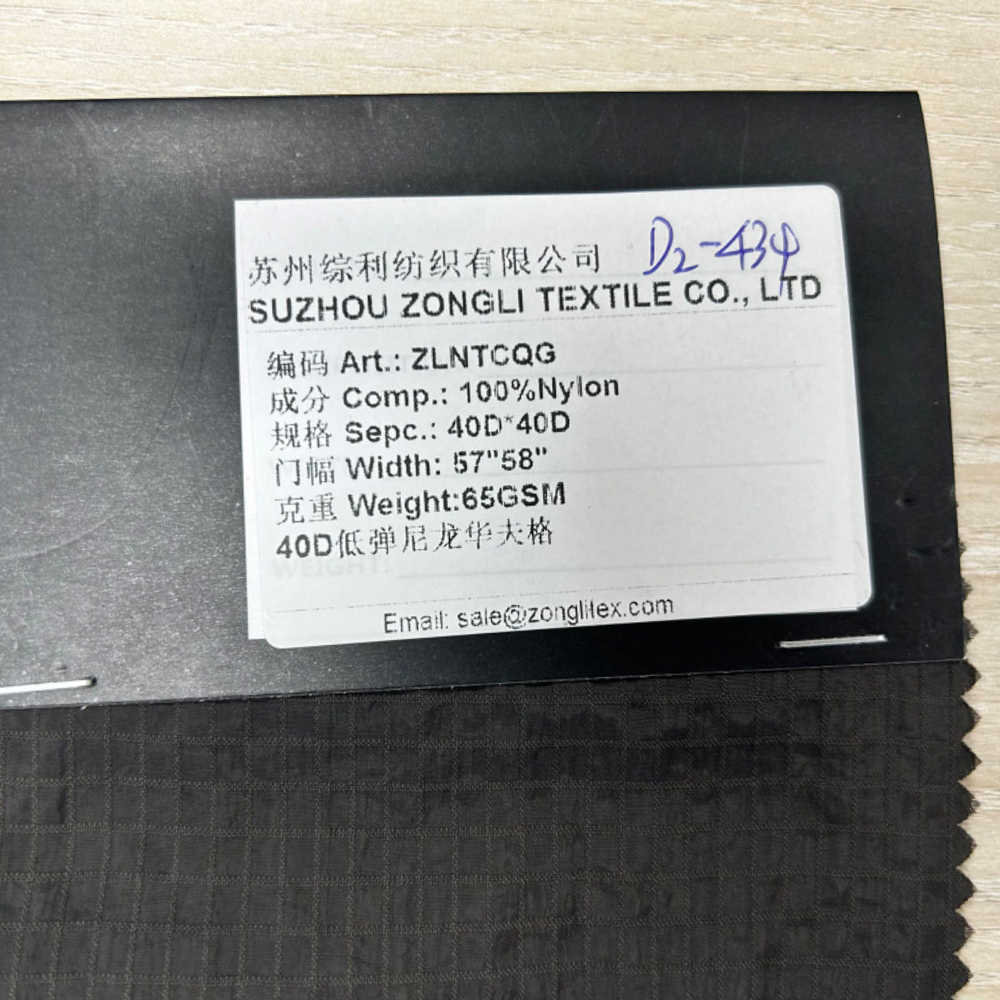 苏州综利纺织有限公司 D2-434
SUZHOU ZONGLI TEXTILE CO., LTD
编码 Art.: ZLNTCQG
成分 Comp.: 100%Nylon
规格 Sepc.: 40D*40D
门幅 Width: 57"58"
克重 Weight:65GSM
40D低弹尼龙华夫格
WEIGHT:
Email: sale@zonglitex.com